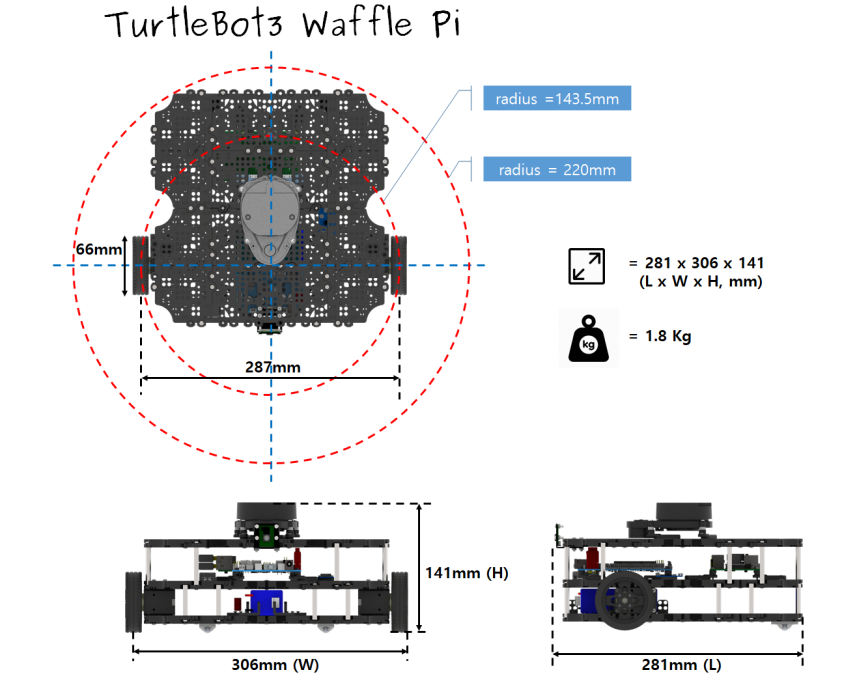 TurtleBot3 Waffle Pi
radius =143.5mm
radius = 220mm
66mm
= 281 x 306 x 141
(L x W x H, mm)
kg
= 1.8 Kg
287mm
141mm (H)
306mm (W)
281mm (L)